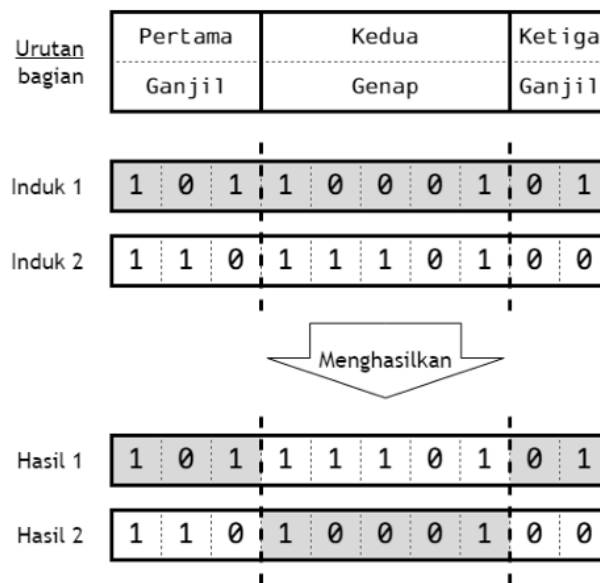 Urutan bagian
Pertama Kedua Ketiga
Ganjil Genap Ganjil
Induk 1 1 0 1 1 0 0 0 1 0 1
Induk 2 1 1 0 1 1 1 0 1 0 0
Menghasilkan
Hasil 1 1 0 1 1 1 1 0 1 0 1
Hasil 2 1 1 0 1 0 0 0 1 0 0